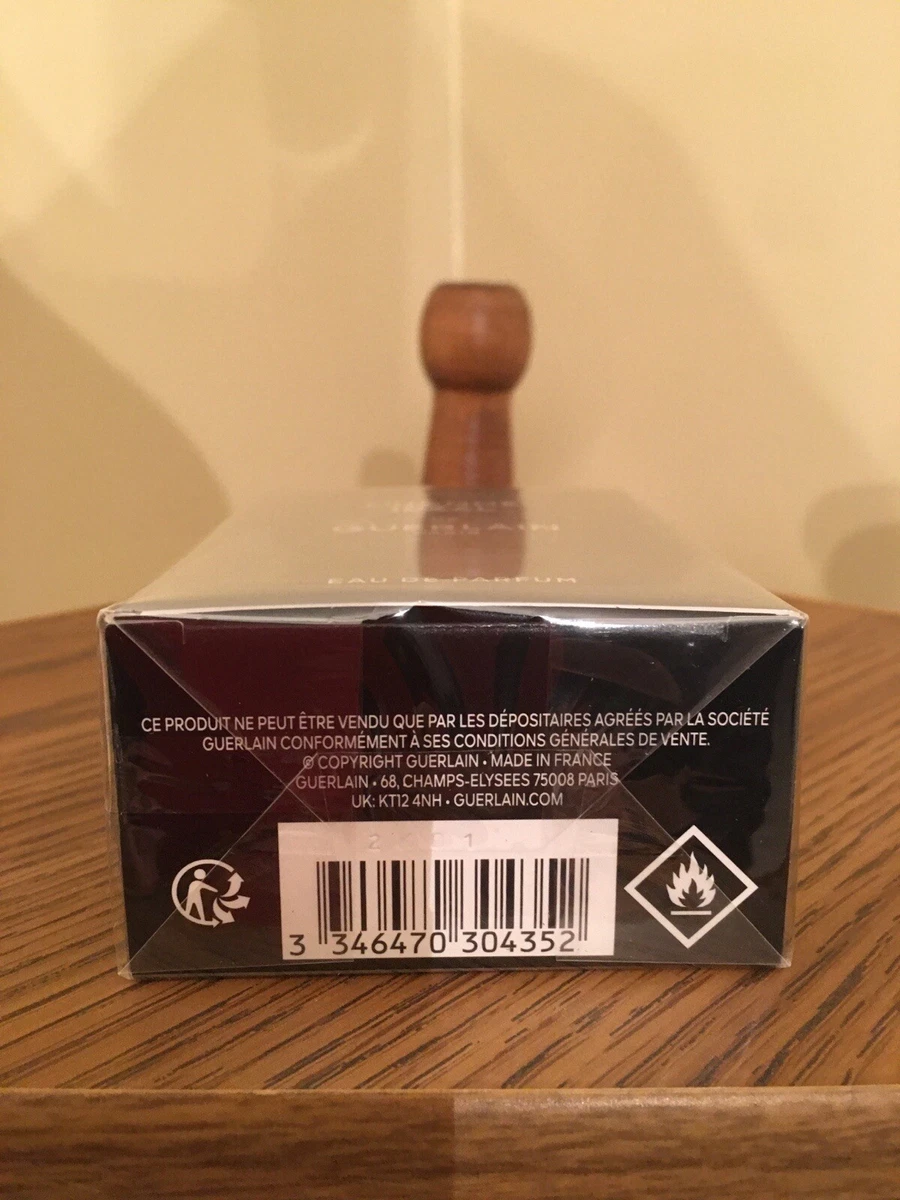 GUERLAIN
EAU DE PARFUM
CE PRODUIT NE PEUT ÊTRE VENDU QUE PAR LES DÉPOSITAIRES AGRÉÉS PAR LA SOCIÉTÉ
GUERLAIN CONFORMÉMENT À SES CONDITIONS GÉNÉRALES DE VENTE.
© COPYRIGHT GUERLAIN • MADE IN FRANCE
GUERLAIN • 68, CHAMPS-ELYSEES 75008 PARIS
UK: KT12 4NH • GUERLAIN.COM
3 346470 304352